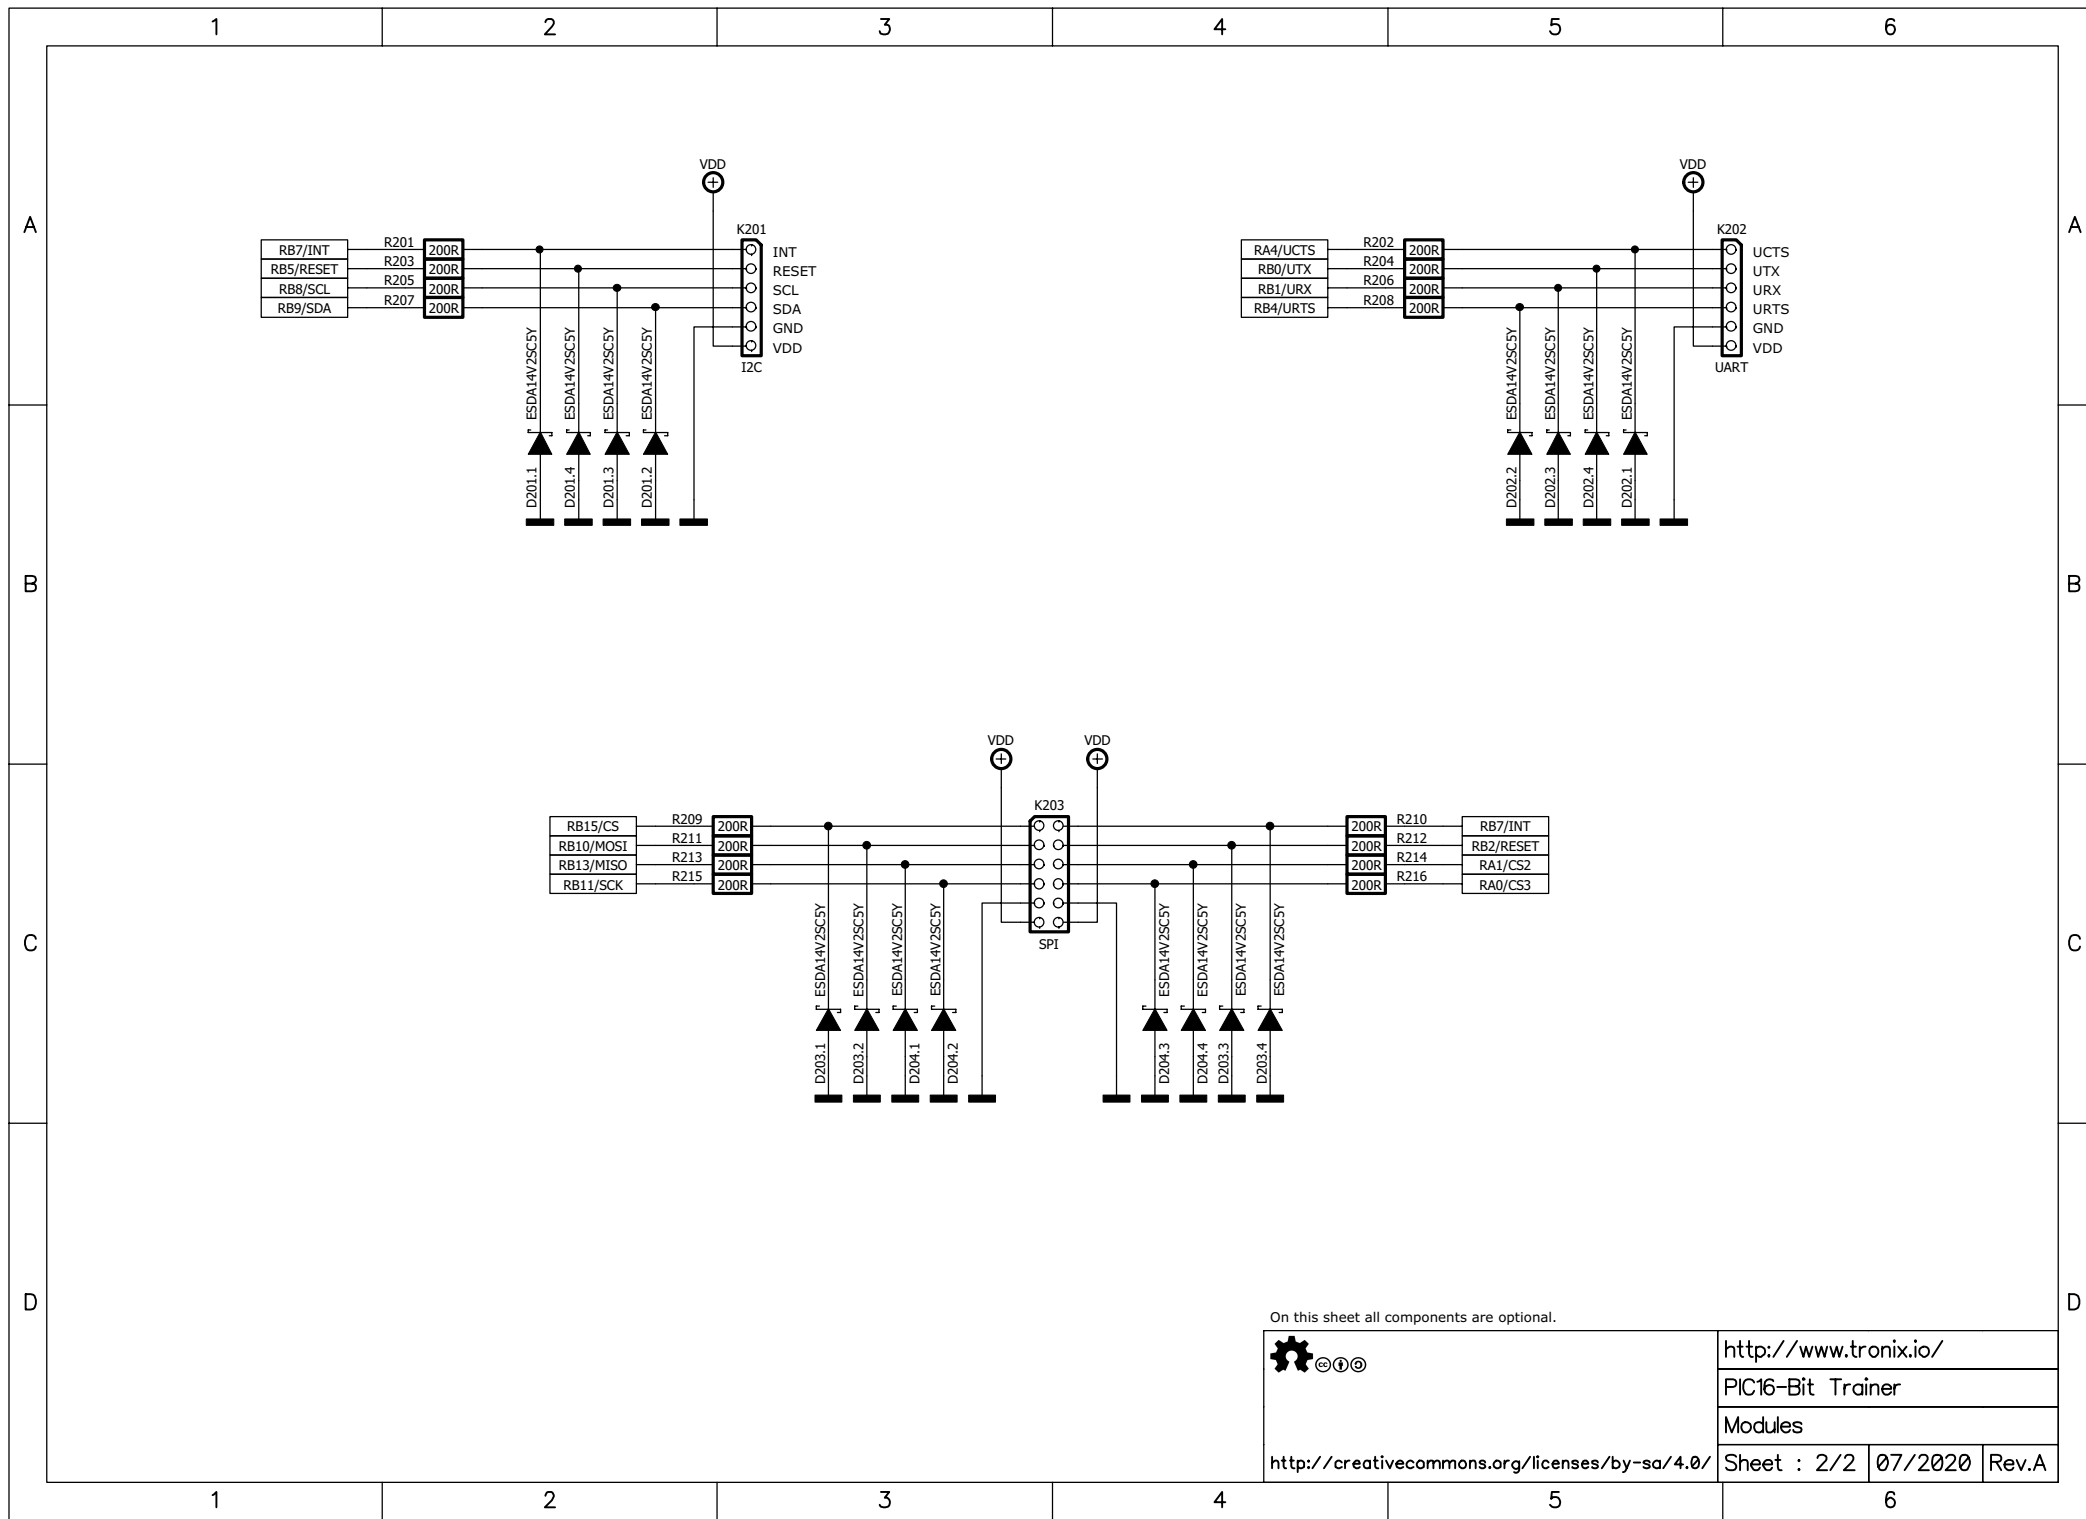 1 2 3 4 5 6
A A
VDD
K201
RB7/INT R201 200R INT
RB5/RESET R203 200R RESET
RB8/SCL R205 200R SCL
RB9/SDA R207 200R SDA
GND
VDD
I2C
ESDA14V2SC5Y ESDA14V2SC5Y ESDA14V2SC5Y ESDA14V2SC5Y
D201.1 D201.4 D201.3 D201.2
VDD
K202
RA4/UCTS R202 200R UCTS
RB0/UTX R204 200R UTX
RB1/URX R206 200R URX
RB4/URTS R208 200R URTS
GND
VDD
UART
ESDA14V2SC5Y ESDA14V2SC5Y ESDA14V2SC5Y ESDA14V2SC5Y
D202.2 D202.3 D202.4 D202.1
B B
VDD VDD
K203
RB15/CS R209 200R 200R R210 RB7/INT
RB10/MOSI R211 200R 200R R212 RB2/RESET
RB13/MISO R213 200R 200R R214 RA1/CS2
RB11/SCK R215 200R 200R R216 RA0/CS3
SPI
C C
ESDA14V2SC5Y ESDA14V2SC5Y ESDA14V2SC5Y ESDA14V2SC5Y ESDA14V2SC5Y ESDA14V2SC5Y ESDA14V2SC5Y ESDA14V2SC5Y
D203.1 D203.2 D204.1 D204.2 D204.3 D204.4 D203.3 D203.4
D D
On this sheet all components are optional.
cc
http://creativecommons.org/licenses/by-sa/4.0/
http://www.tronix.io/
PIC16-Bit Trainer
Modules
Sheet : 2/2 07/2020 Rev.A
1 2 3 4 5 6